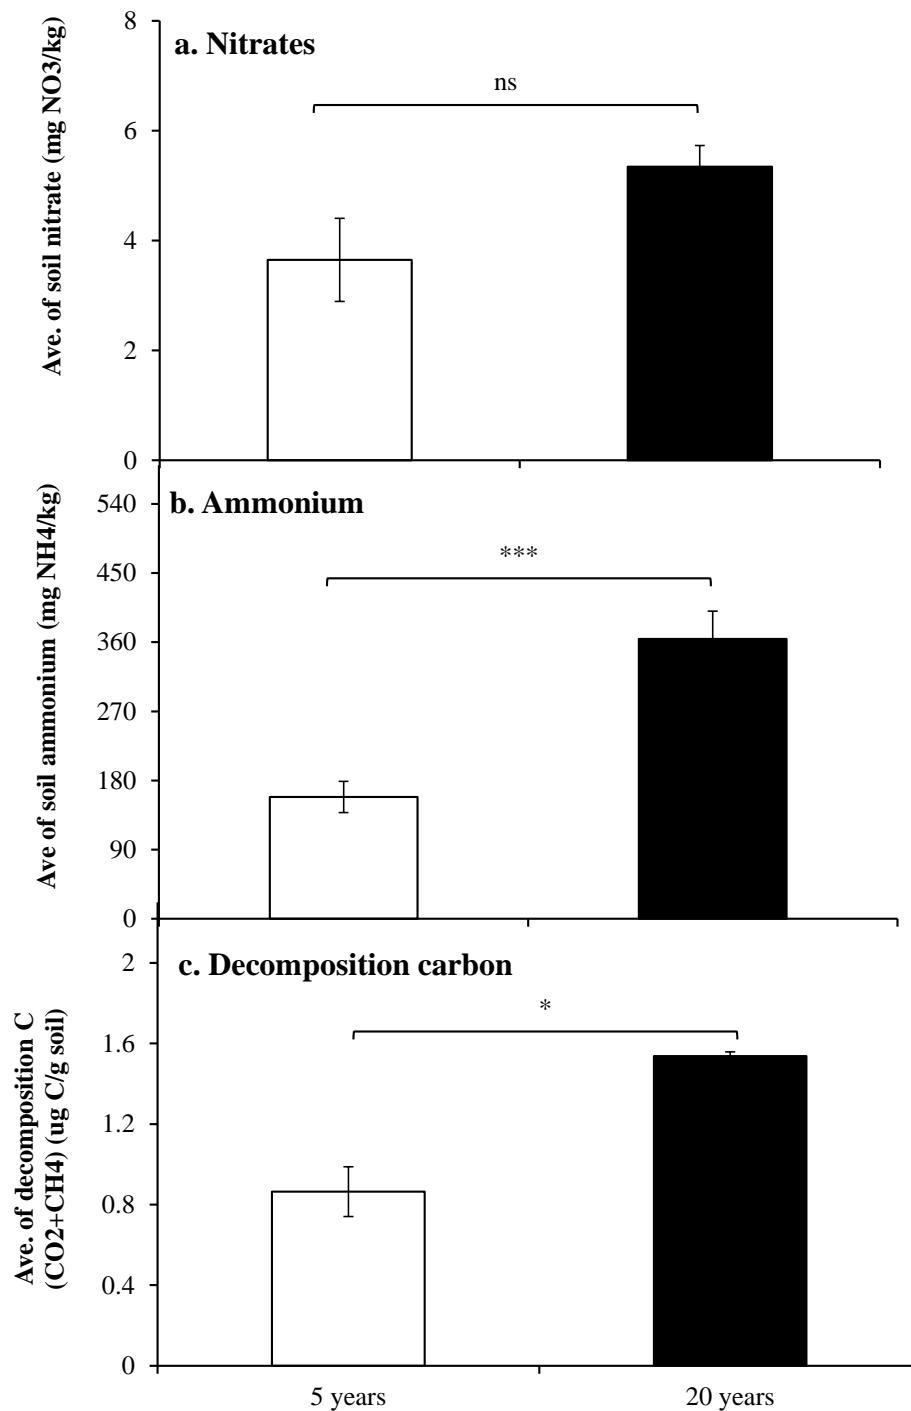 8
a. Nitrates
ns
6
4
2
0
Ave. of soil nitrate (mg NO3/kg)
540
b. Ammonium
***
450
360
270
180
90
0
Ave of soil ammonium (mg NH4/kg)
2
c. Decomposition carbon
*
1.6
1.2
0.8
0.4
0
Ave. of decomposition C
(CO2+CH4) (ug C/g soil)
5 years
20 years